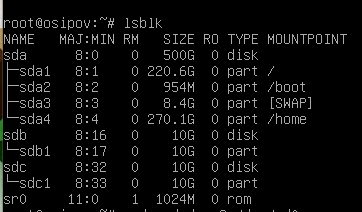 root@osipov:~# lsblk
NAME   MAJ:MIN RM   SIZE RO TYPE MOUNTPOINT
sda      8:0    0   500G  0 disk
├─sda1   8:1    0 220.6G  0 part /
├─sda2   8:2    0   954M  0 part /boot
├─sda3   8:3    0   8.4G  0 part [SWAP]
└─sda4   8:4    0 270.1G  0 part /home
sdb      8:16   0    10G  0 disk
└─sdb1   8:17   0    10G  0 part
sdc      8:32   0    10G  0 disk
└─sdc1   8:33   0    10G  0 part
sr0     11:0    1  1024M  0 rom